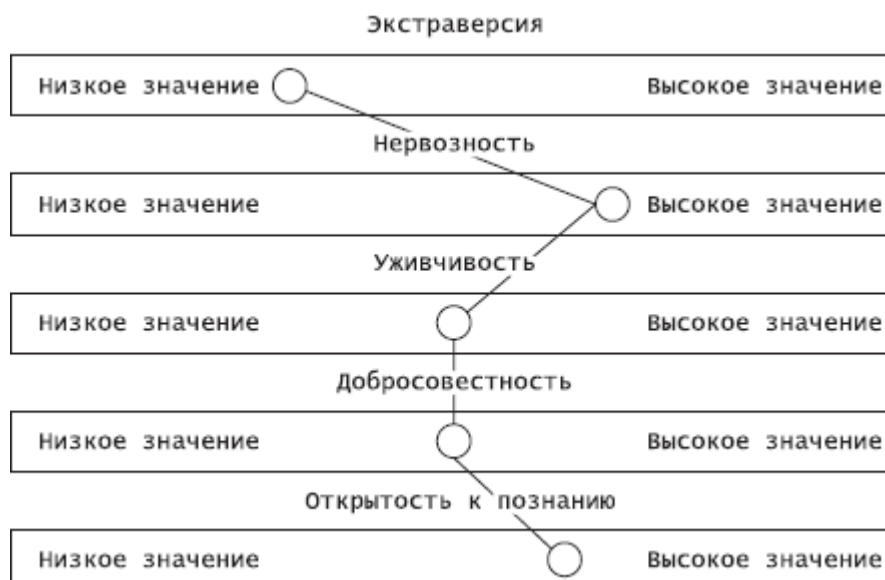 Экстраверсия
Низкое значение Высокое значение
Нервозность
Низкое значение Высокое значение
Уживчивость
Низкое значение Высокое значение
Добросовестность
Низкое значение Высокое значение
Открытость к познанию
Низкое значение Высокое значение